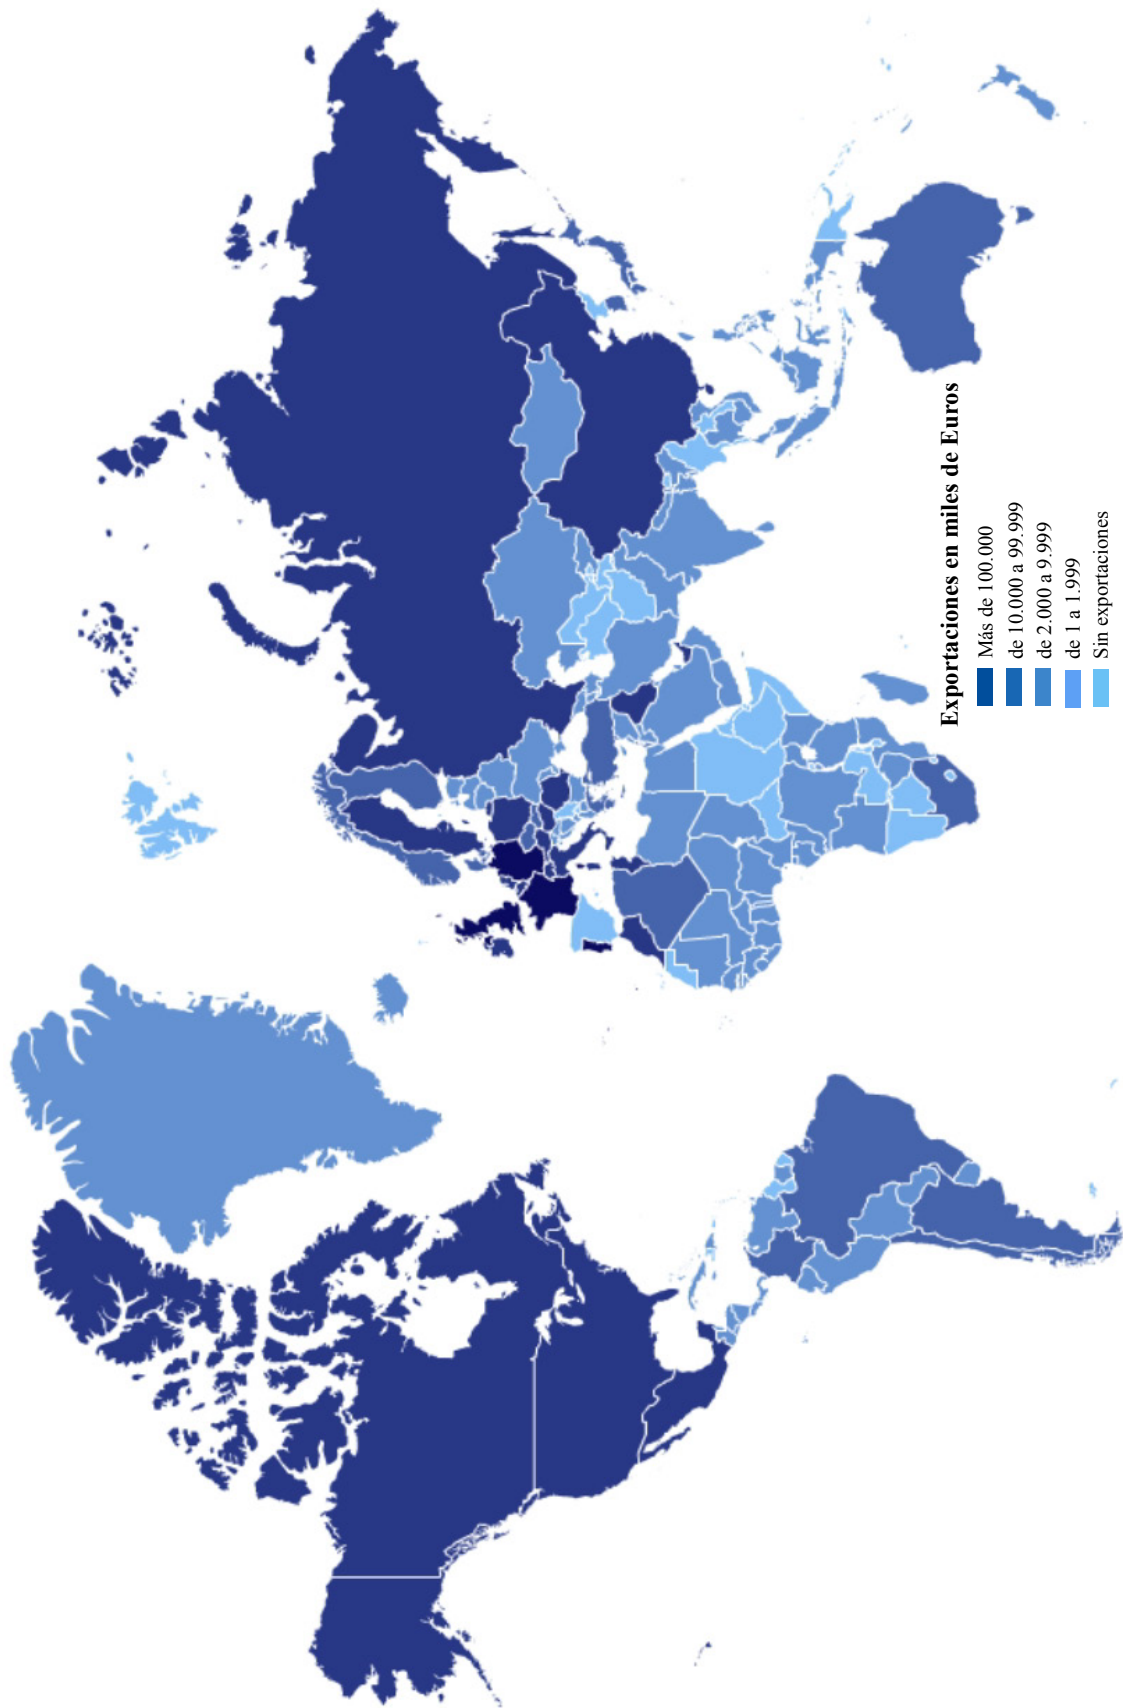 Exportaciones en miles de Euros
Más de 100.000
de 10.000 a 99.999
de 2.000 a 9.999
de 1 a 1.999
Sin exportaciones